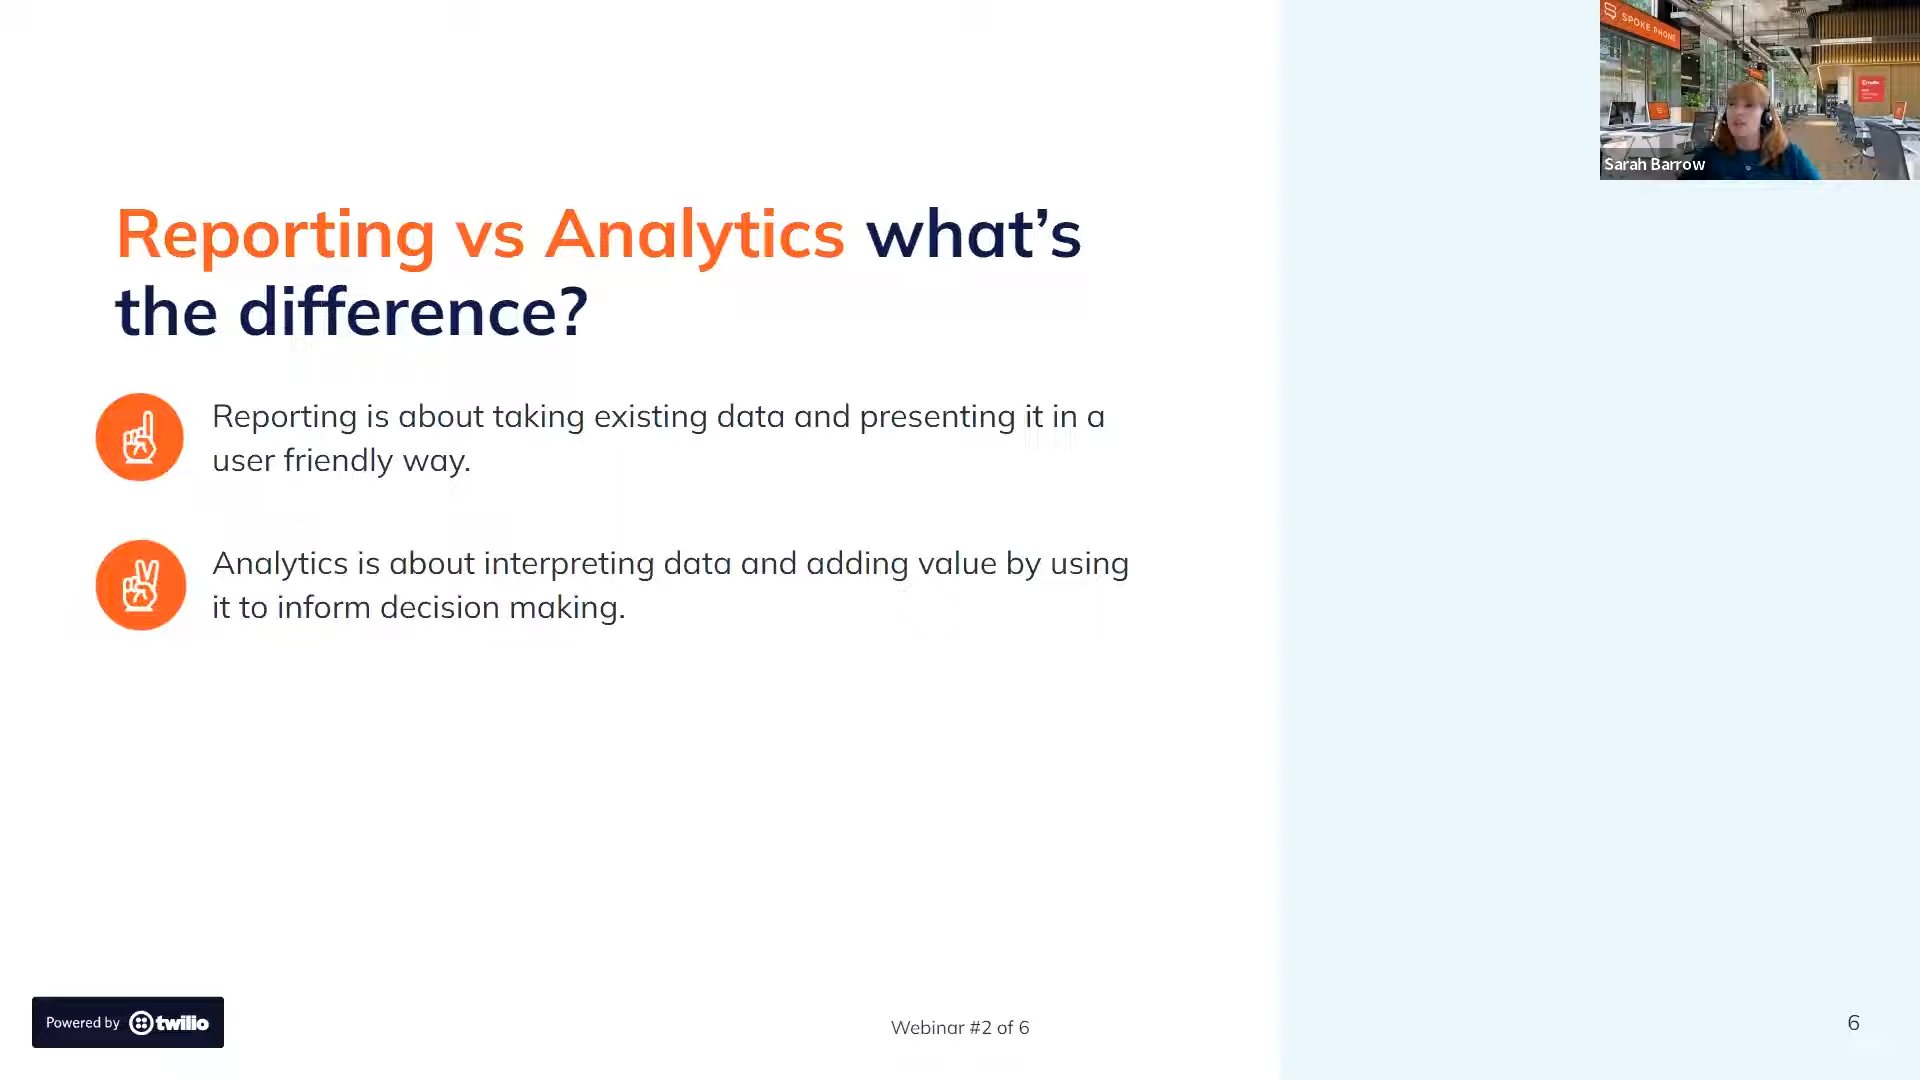 SPOKE PHONE
Sarah Barrow
Reporting vs Analytics what’s
the difference?
Reporting is about taking existing data and presenting it in a
user friendly way.
Analytics is about interpreting data and adding value by using
it to inform decision making.
Powered by twilio
Webinar #2 of 6
6